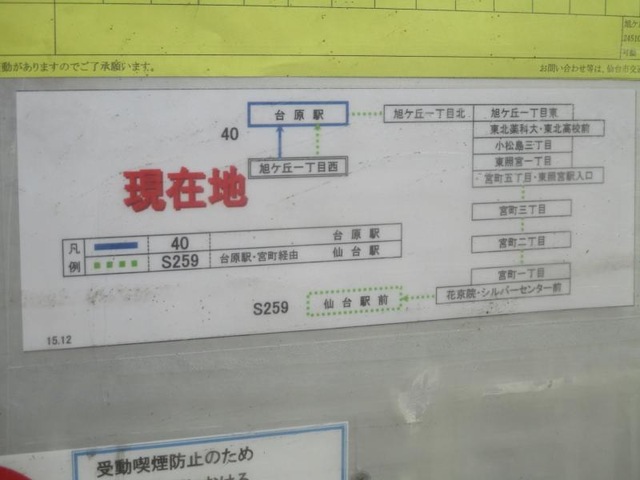 動がありますのでご了承願います。
お問い合わせ等は、仙台市交
台原駅
旭ケ丘一丁目北
旭ケ丘一丁目東
40
東北薬科大・東北高校前
小松島三丁目
旭ケ丘一丁目西
東照宮一丁目
宮町五丁目・東照宮駅入口
現在地
宮町三丁目
凡例
40 台原駅
S259 台原駅・宮町経由 仙台駅
宮町二丁目
宮町一丁目
S259
仙台駅前
花京院・シルバーセンター前
15.12
受動喫煙防止のため